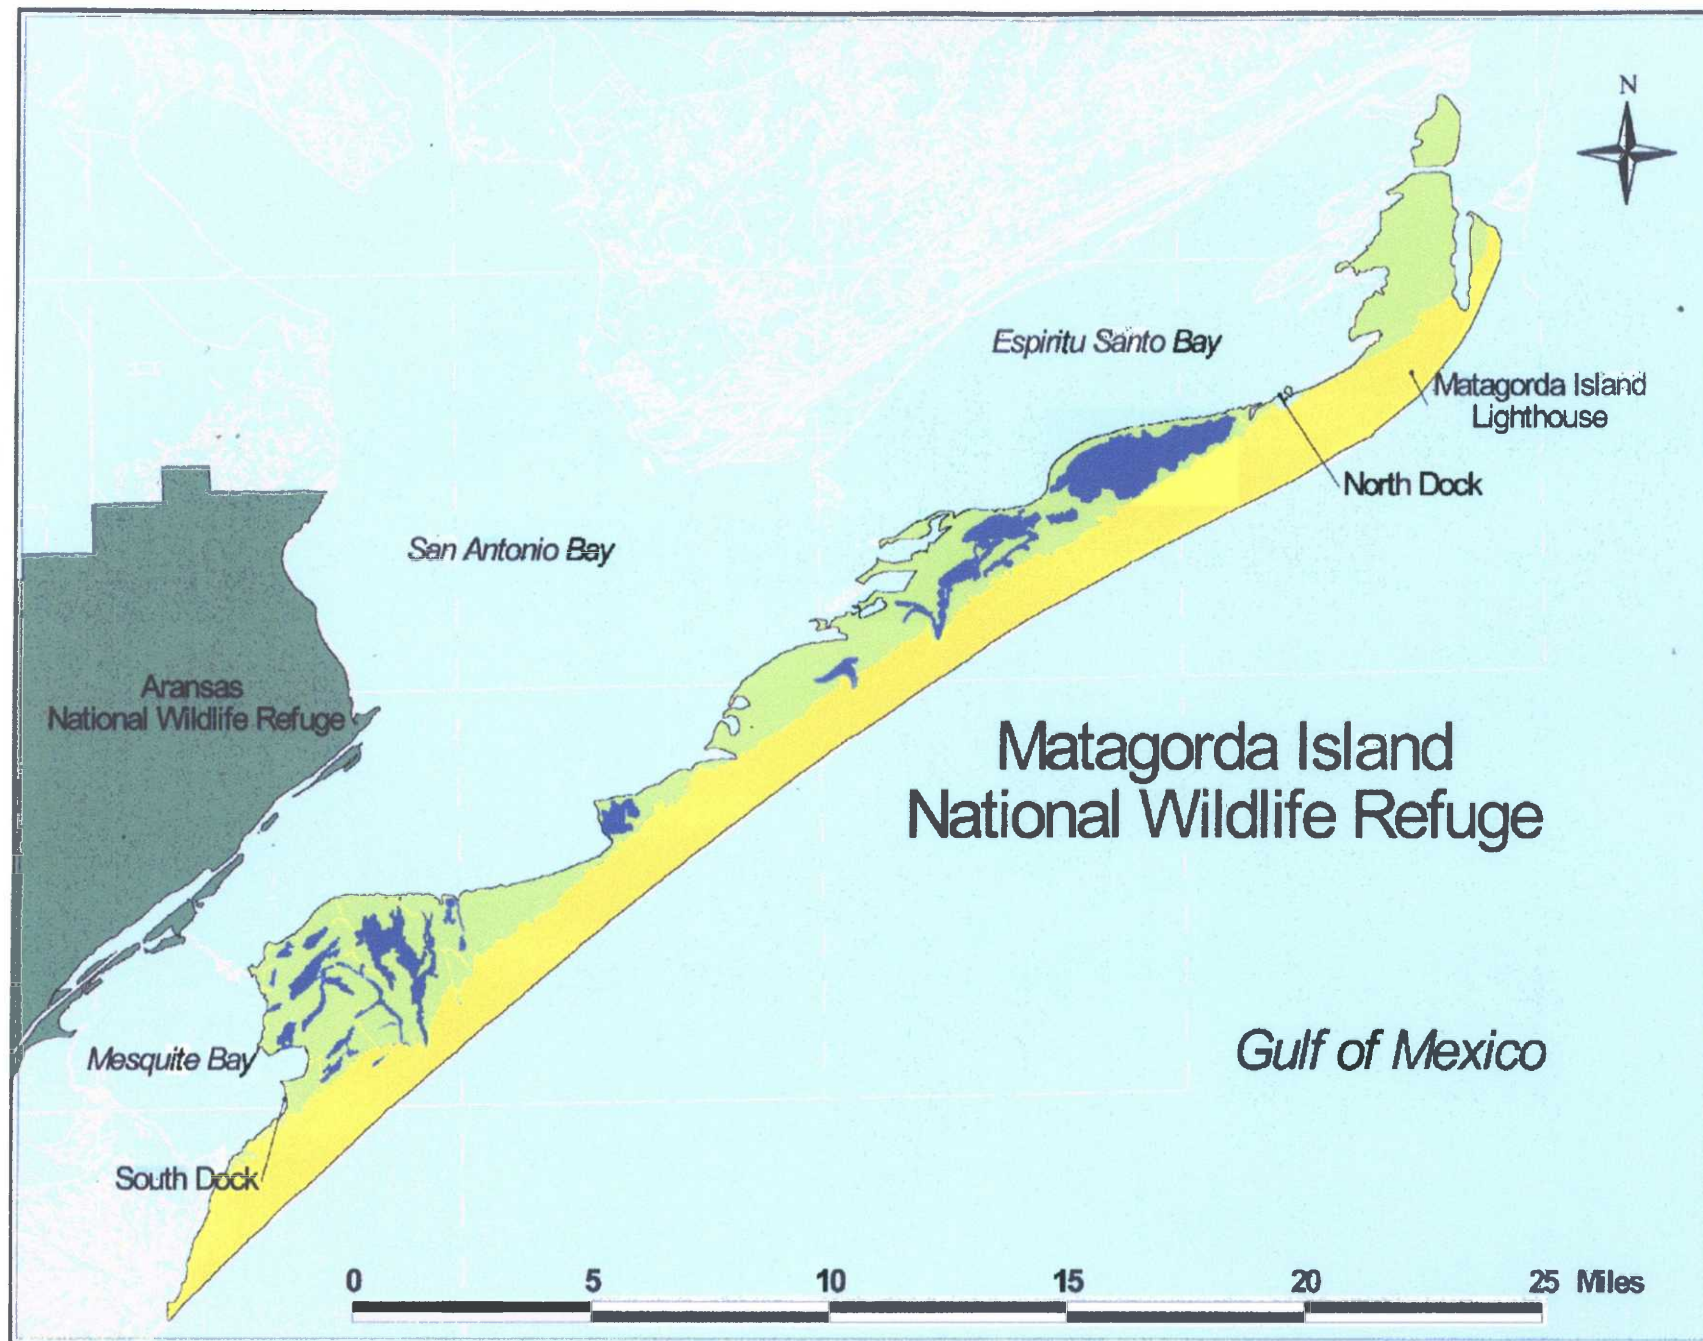 N
Espiritu Santo Bay
Matagorda Island
Lighthouse
North Dock
San Antonio Bay
Aransas
National Wildlife Refuge
Matagorda Island
National Wildlife Refuge
Gulf of Mexico
Mesquite Bay
South Dock
0 5 10 15 20 25 Miles